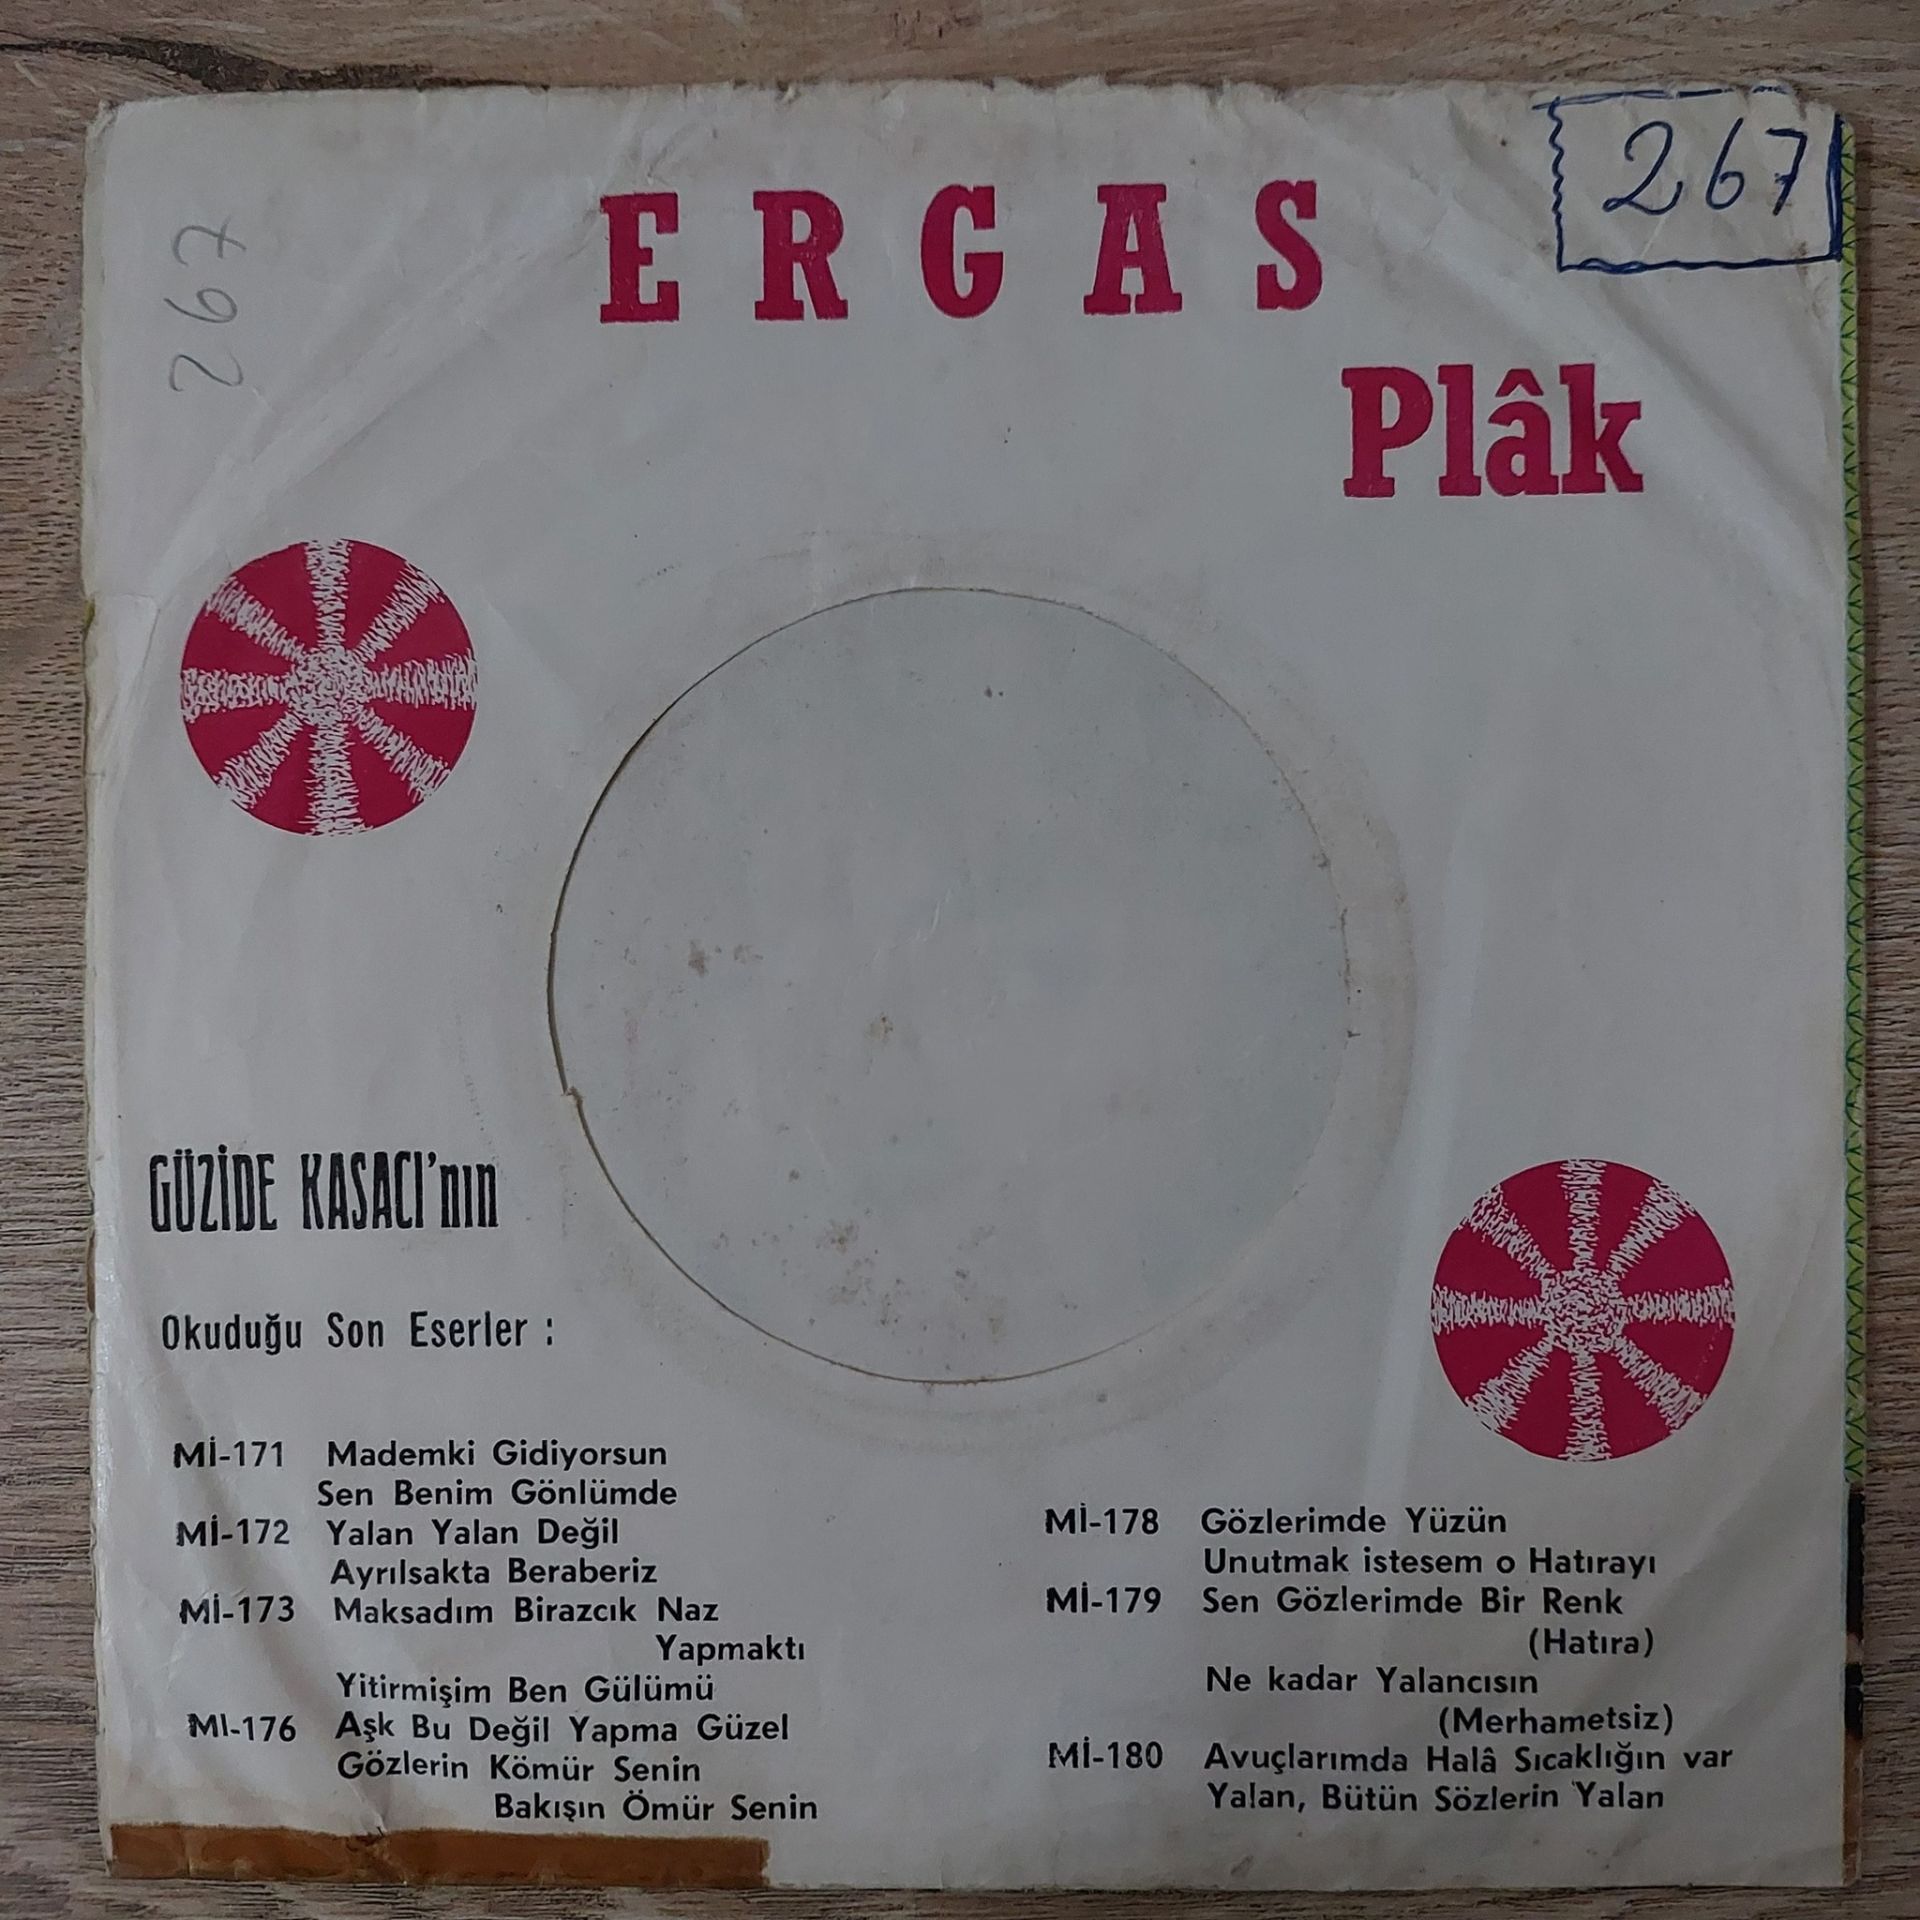 267
267
ERGAS
Plâk
GÜZİDE KASACI'nın
Okuduğu Son Eserler :
Mİ-171 Mademki Gidiyorsun
Sen Benim Gönlümde
Mİ-172 Yalan Yalan Değil
Ayrılsakta Beraberiz
Mİ-173 Maksadım Birazcık Naz
Yapmaktı
Yitirmişim Ben Gülümü
MI-176 Aşk Bu Değil Yapma Güzel
Gözlerin Kömür Senin
Bakışın Ömür Senin
Mİ-178 Gözlerimde Yüzün
Unutmak istesem o Hatırayı
Mİ-179 Sen Gözlerimde Bir Renk
(Hatıra)
Ne kadar Yalancısın
(Merhametsiz)
Mİ-180 Avuçlarımda Halâ Sıcaklığın var
Yalan, Bütün Sözlerin Yalan